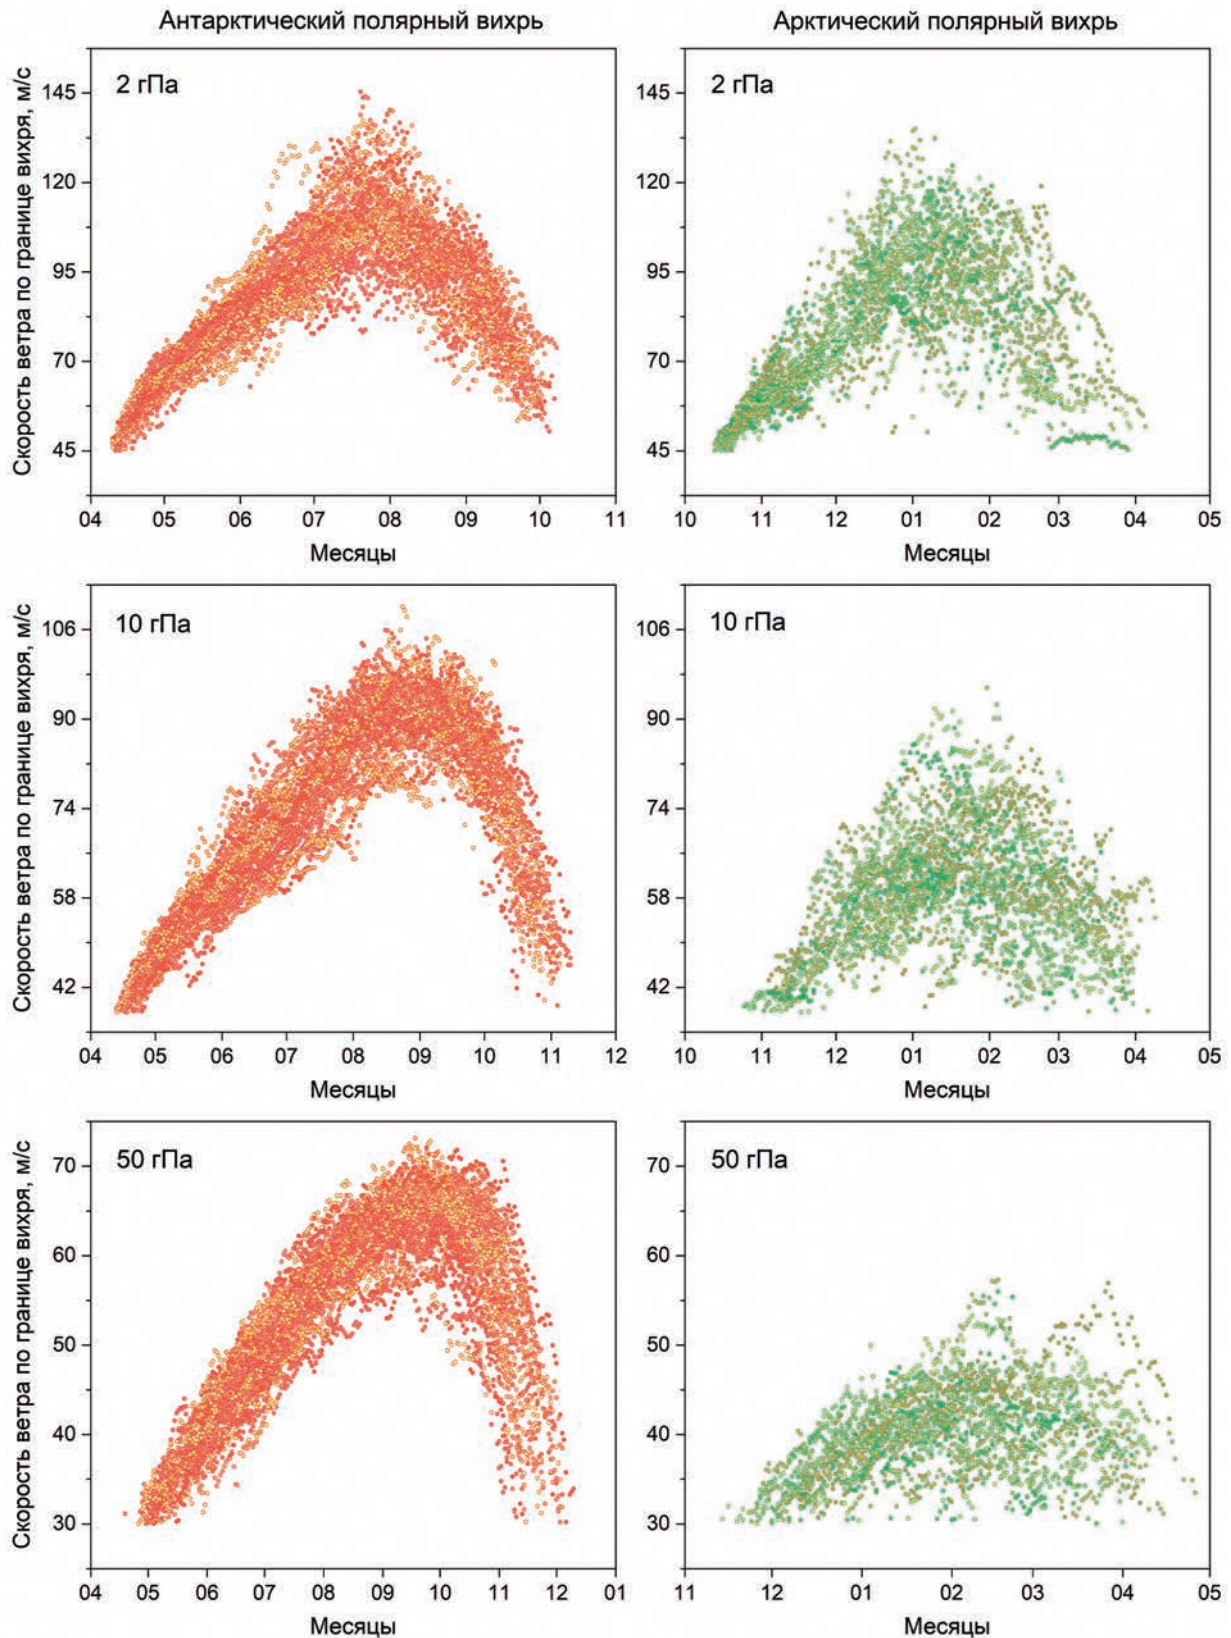 Антарктический полярный вихрь
Арктический полярный вихрь
Скорость ветра по границе вихря, м/с
2 гПа
145
120
95
70
45
04 05 06 07 08 09 10 11
Месяцы
2 гПа
145
120
95
70
45
10 11 12 01 02 03 04 05
Месяцы
Скорость ветра по границе вихря, м/с
10 гПа
106
90
74
58
42
04 05 06 07 08 09 10 11 12
Месяцы
10 гПа
106
90
74
58
42
10 11 12 01 02 03 04 05
Месяцы
Скорость ветра по границе вихря, м/с
50 гПа
70
60
50
40
30
04 05 06 07 08 09 10 11 12 01
Месяцы
50 гПа
70
60
50
40
30
11 12 01 02 03 04 05
Месяцы